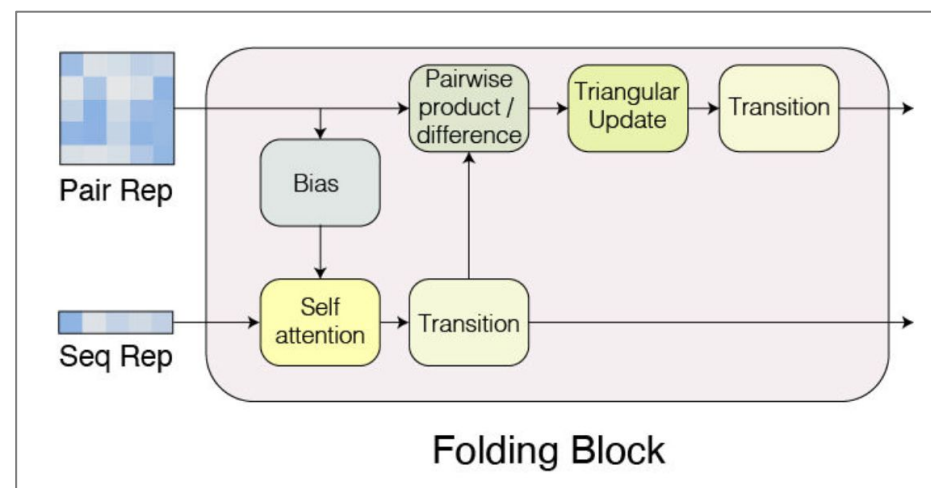 Pair Rep
Bias
Pairwise
product /
difference
Triangular
Update
Transition
Seq Rep
Self
attention
Transition
Folding Block